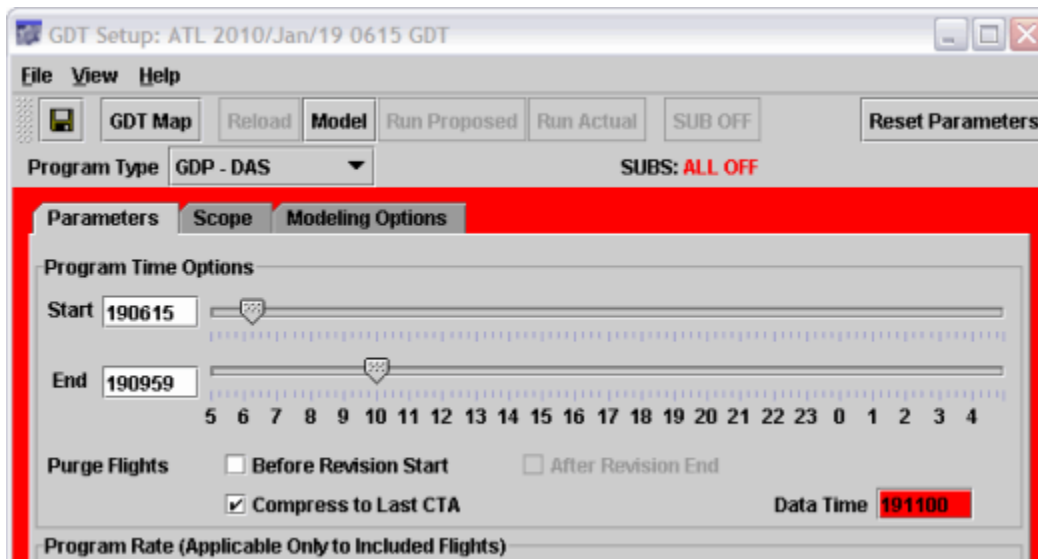 GDT Setup: ATL 2010/Jan/19 0615 GDT
File View Help
GDT Map Reload Model Run Proposed Run Actual SUB OFF Reset Parameters
Program Type GDP - DAS SUBS: ALL OFF
Parameters Scope Modeling Options
Program Time Options
Start 190615
End 190959
5 6 7 8 9 10 11 12 13 14 15 16 17 18 19 20 21 22 23 0 1 2 3 4
Purge Flights Before Revision Start After Revision End
Compress to Last CTA Data Time 191100
Program Rate (Applicable Only to Included Flights)